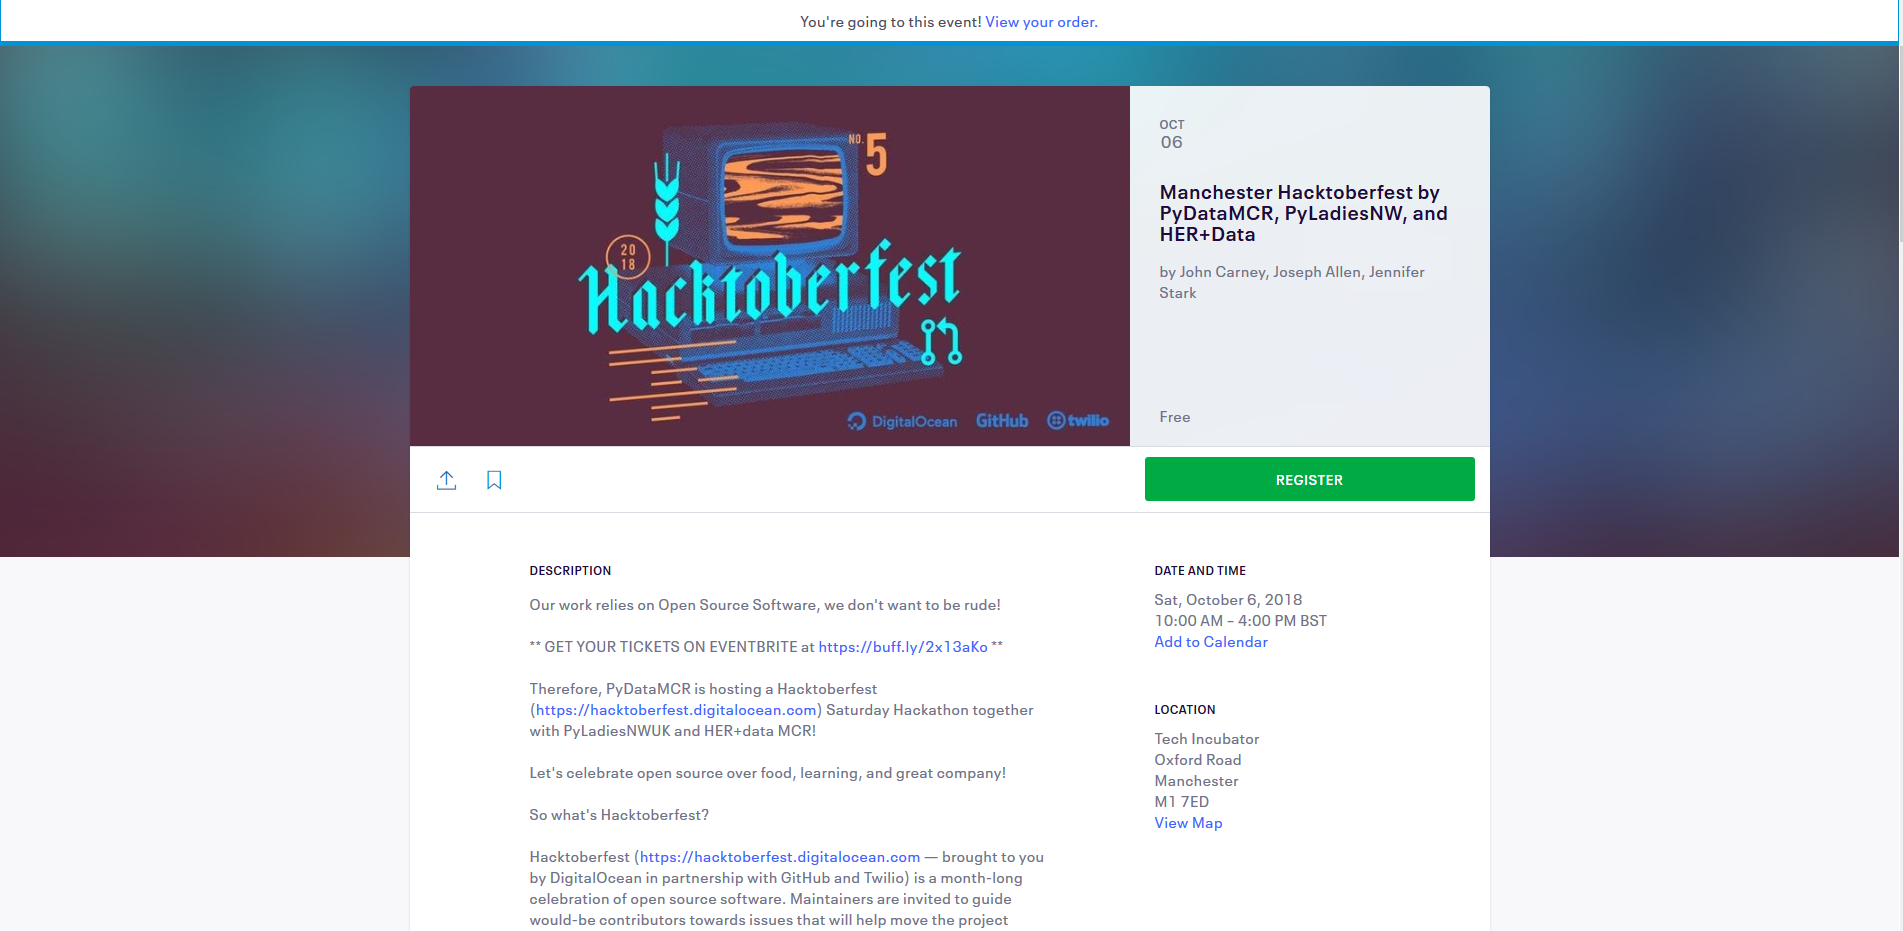 You're going to this event! View your order.
NO. 5
20
18
Hacktoberfest
DigitalOcean GitHub twilio
OCT
06
Manchester Hacktoberfest by
PyDataMCR, PyLadiesNW, and
HER+Data
by John Carney, Joseph Allen, Jennifer
Stark
Free
REGISTER
DESCRIPTION
Our work relies on Open Source Software, we don't want to be rude!
** GET YOUR TICKETS ON EVENTBRITE at https://buff.ly/2x13aKo **
Therefore, PyDataMCR is hosting a Hacktoberfest
(https://hacktoberfest.digitalocean.com) Saturday Hackathon together
with PyLadiesNWUK and HER+data MCR!
Let's celebrate open source over food, learning, and great company!
So what's Hacktoberfest?
Hacktoberfest (https://hacktoberfest.digitalocean.com — brought to you
by DigitalOcean in partnership with GitHub and Twilio) is a month-long
celebration of open source software. Maintainers are invited to guide
would-be contributors towards issues that will help move the project
DATE AND TIME
Sat, October 6, 2018
10:00 AM – 4:00 PM BST
Add to Calendar
LOCATION
Tech Incubator
Oxford Road
Manchester
M1 7ED
View Map